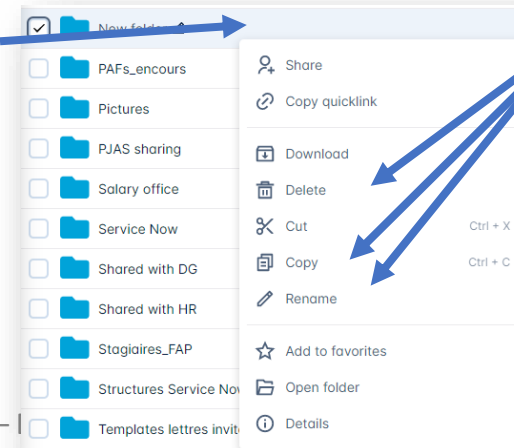 New folder
PAFs_encours
Pictures
PJAS sharing
Salary office
Service Now
Shared with DG
Shared with HR
Stagiaires_FAP
Structures Service Now
Templates lettres invit
Share
Copy quicklink
Download
Delete
Cut Ctrl + X
Copy Ctrl + C
Rename
Add to favorites
Open folder
Details